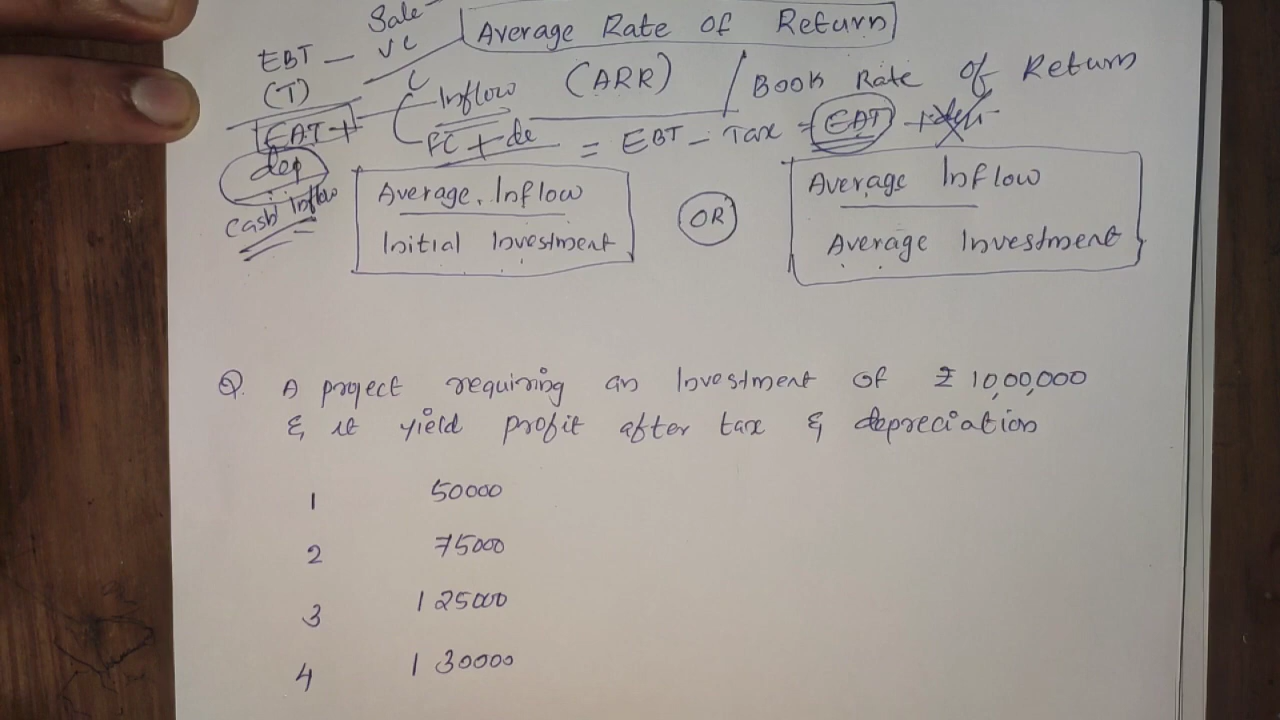 Sale-
EBT - VC
Average Rate of Return
(T) C
Inflow (ARR) / Book Rate of Return
EAT +
FC + de = EBT - Tax = EAT
dep
cash inflow
Average Inflow
Initial Investment
OR
Average Inflow
Average Investment
Q. A project requiring an Investment of ₹ 10,00,000
& it yield profit after tax & depreciation
1 50000
2 75000
3 125000
4 130000